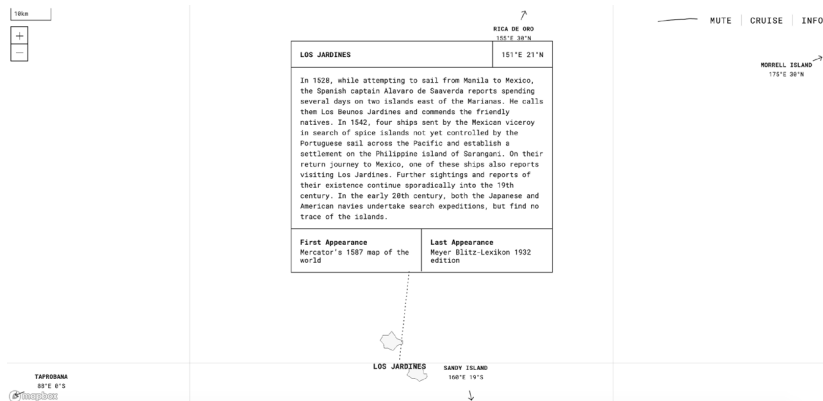 10km
+
−
MUTE
CRUISE
INFO
RICA DE ORO
155°E 30°N
MORRELL ISLAND
175°E 30°N
LOS JARDINES
151°E 21°N
In 1528, while attempting to sail from Manila to Mexico,
the Spanish captain Alavaro de Saaverda reports spending
several days on two islands east of the Marianas. He calls
them Los Beunos Jardines and commends the friendly
natives. In 1542, four ships sent by the Mexican viceroy
in search of spice islands not yet controlled by the
Portuguese sail across the Pacific and establish a
settlement on the Philippine island of Sarangani. On their
return journey to Mexico, one of these ships also reports
visiting Los Jardines. Further sightings and reports of
their existence continue sporadically into the 19th
century. In the early 20th century, both the Japanese and
American navies undertake search expeditions, but find no
trace of the islands.
First Appearance
Mercator's 1587 map of the
world
Last Appearance
Meyer Blitz-Lexikon 1932
edition
LOS JARDINES
SANDY ISLAND
160°E 19°S
TAPROBANA
88°E 0°S
mapbox